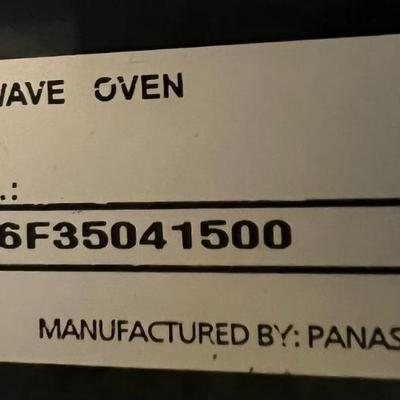 WAVE OVEN
.:
6F35041500
MANUFACTURED BY: PANAS